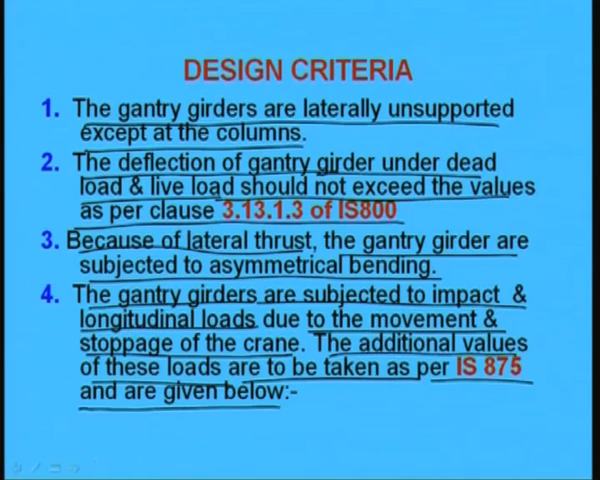 DESIGN CRITERIA
1. The gantry girders are laterally unsupported
except at the columns.
2. The deflection of gantry girder under dead
load & live load should not exceed the values
as per clause 3.13.1.3 of IS800
3. Because of lateral thrust, the gantry girder are
subjected to asymmetrical bending.
4. The gantry girders are subjected to impact &
longitudinal loads due to the movement &
stoppage of the crane. The additional values
of these loads are to be taken as per IS 875
and are given below:-